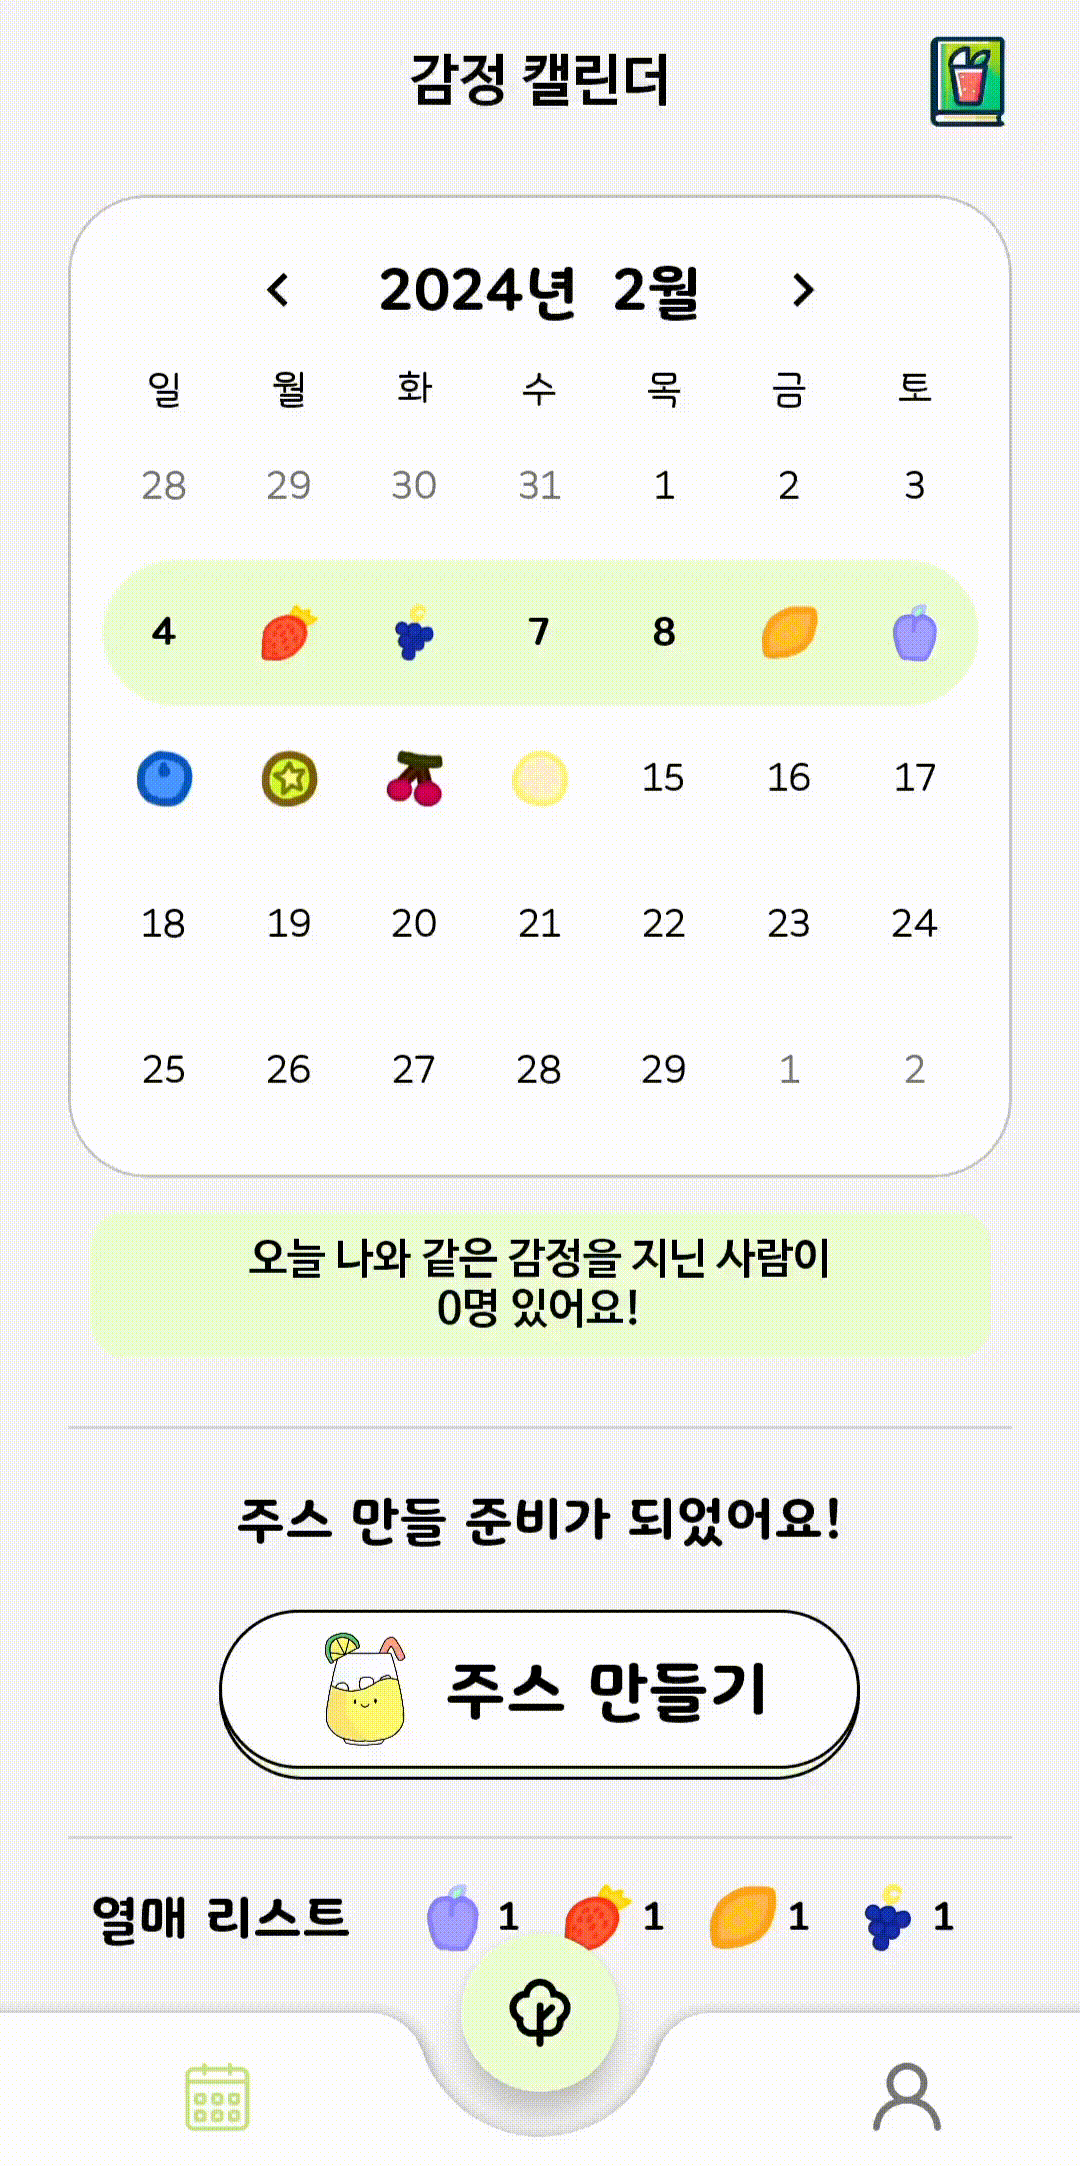 감정 캘린더
2024년 2월
일 월 화 수 목 금 토
28 29 30 31 1 2 3
4 7 8
15 16 17
18 19 20 21 22 23 24
25 26 27 28 29 1 2
오늘 나와 같은 감정을 지닌 사람이
0명 있어요!
주스 만들 준비가 되었어요!
주스 만들기
열매 리스트 1 1 1 1